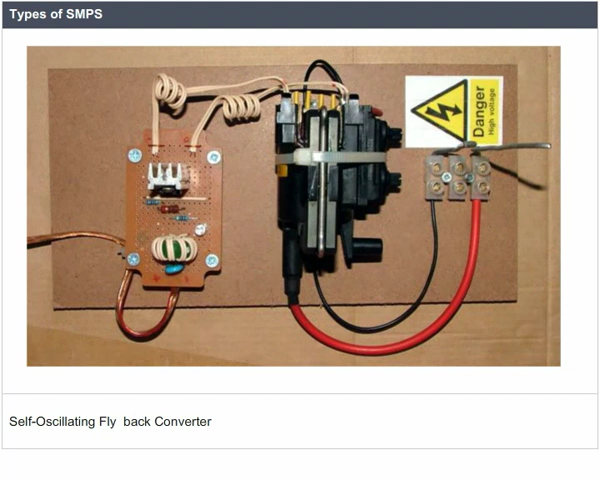 Types of SMPS
Danger
High voltage
Self-Oscillating Fly  back Converter